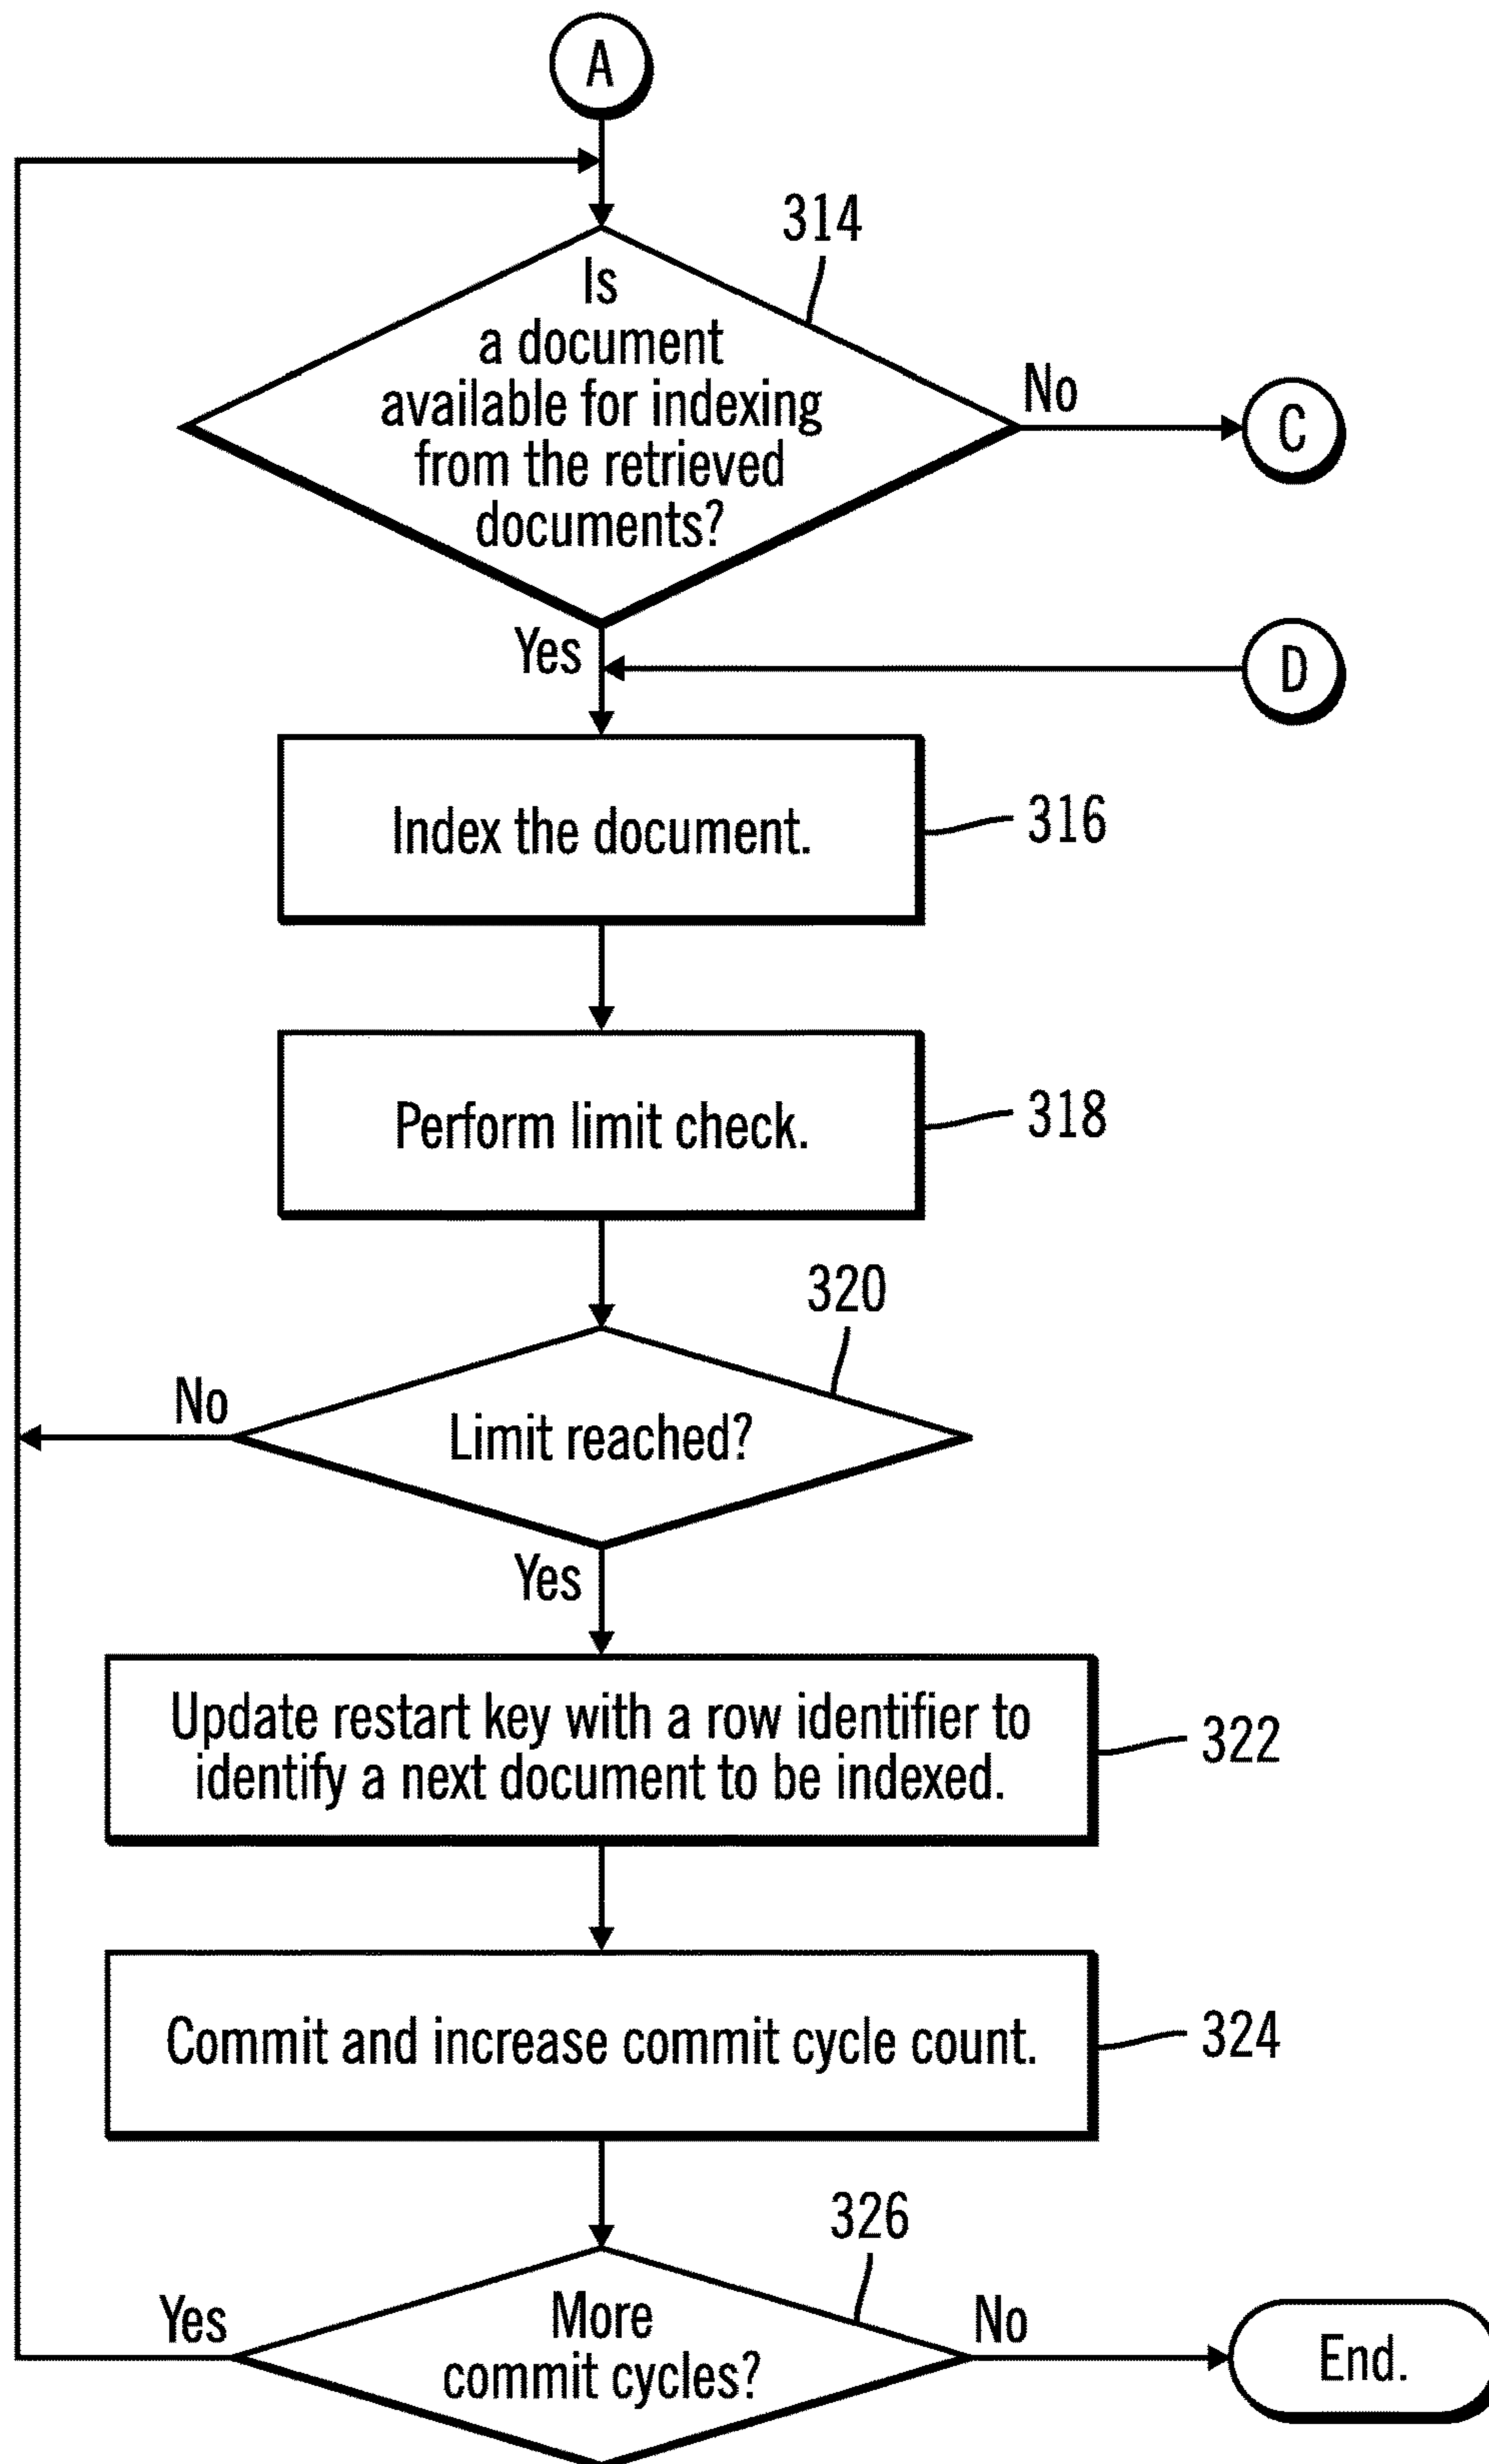 A
314
Is
a document
available for indexing
from the retrieved
documents?
No
C
Yes
D
Index the document.
316
Perform limit check.
318
320
No
Limit reached?
Yes
Update restart key with a row identifier to
identify a next document to be indexed.
322
Commit and increase commit cycle count.
324
326
Yes
More
commit cycles?
No
End.